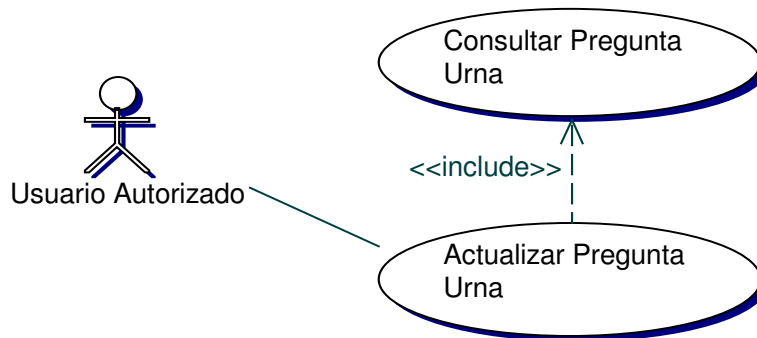 Consultar Pregunta
Urna
<<include>>
Usuario Autorizado
Actualizar Pregunta
Urna